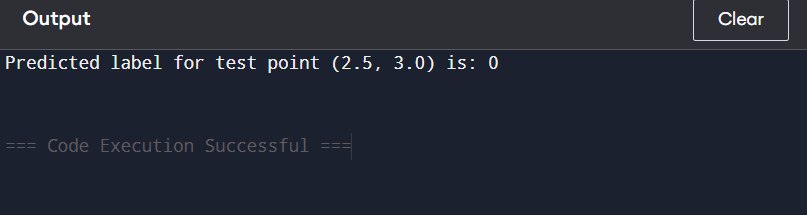 Output
Clear
Predicted label for test point (2.5, 3.0) is: 0
=== Code Execution Successful ===